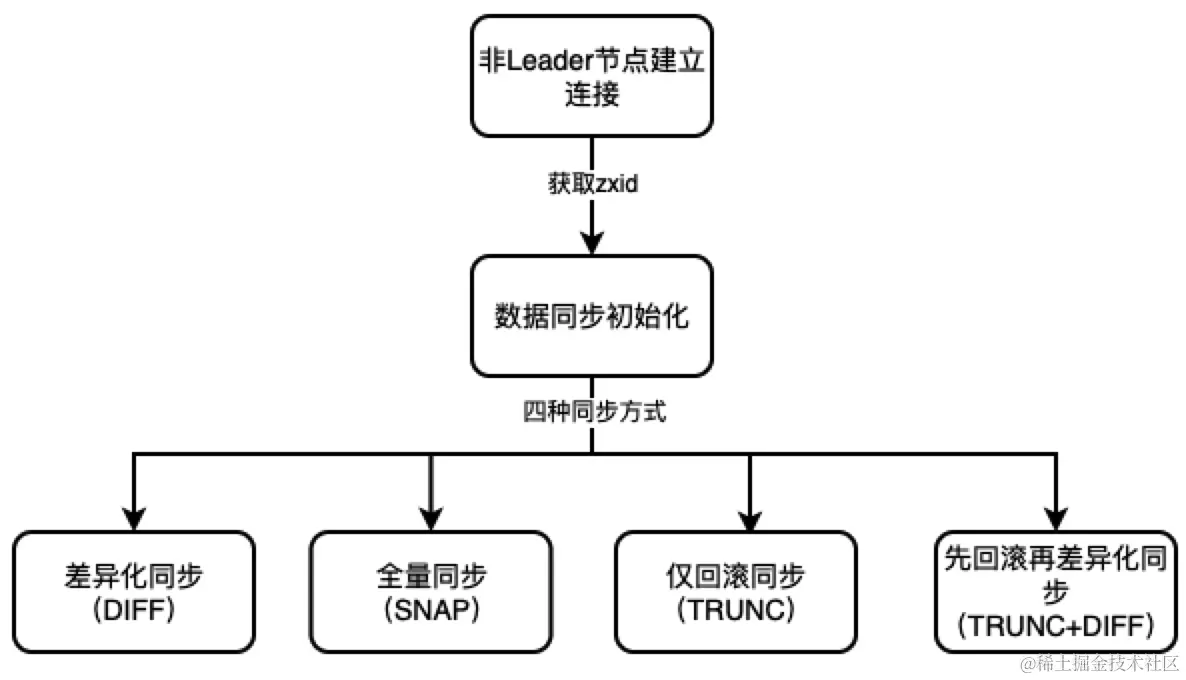 非Leader节点建立
连接
获取zxid
数据同步初始化
四种同步方式
差异化同步
（DIFF）
全量同步
（SNAP）
仅回滚同步
（TRUNC）
先回滚再差异化同
步
（TRUNC+DIFF）
@稀土掘金技术社区